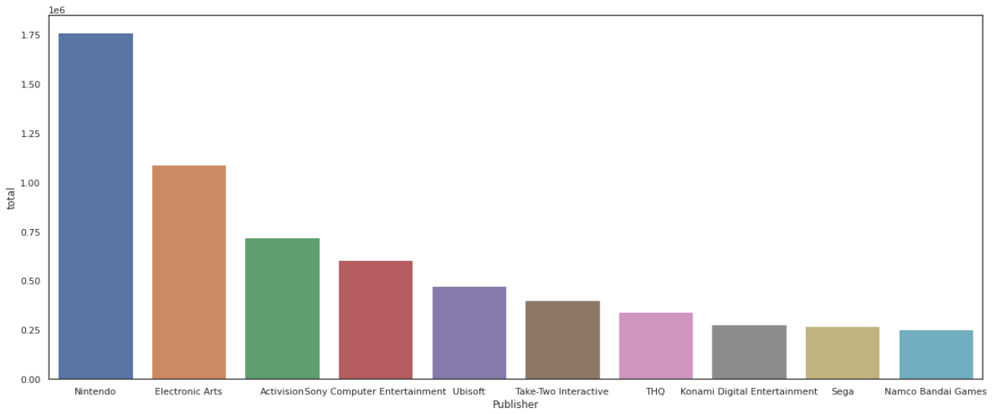 1e6
1.75
1.50
1.25
1.00
0.75
0.50
0.25
0.00
total
Nintendo Electronic Arts Activision Sony Computer Entertainment Ubisoft Take-Two Interactive THQ Konami Digital Entertainment Sega Namco Bandai Games
Publisher